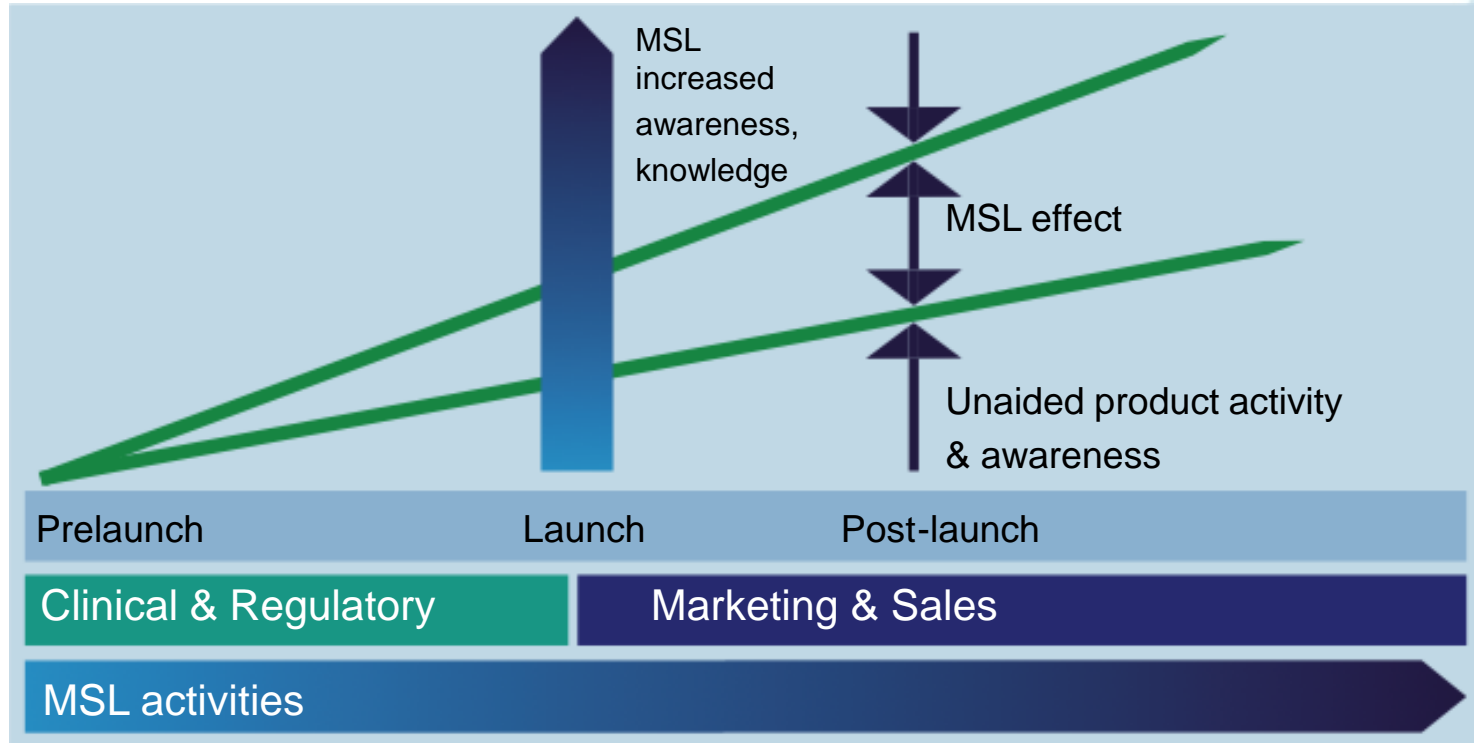 MSL
increased
awareness,
knowledge
MSL effect
Unaided product activity
& awareness
Prelaunch
Launch
Post-launch
Clinical & Regulatory
Marketing & Sales
MSL activities